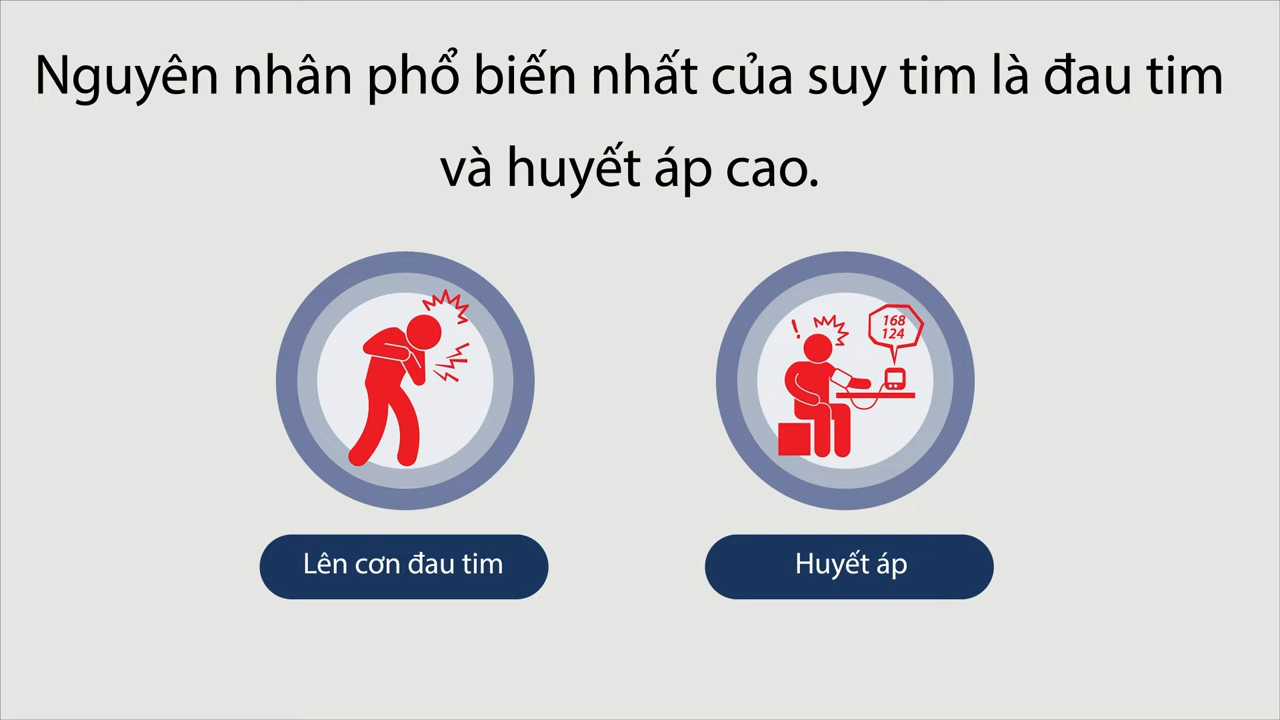 Nguyên nhân phổ biến nhất của suy tim là đau tim
và huyết áp cao.
168
124
Lên cơn đau tim
Huyết áp